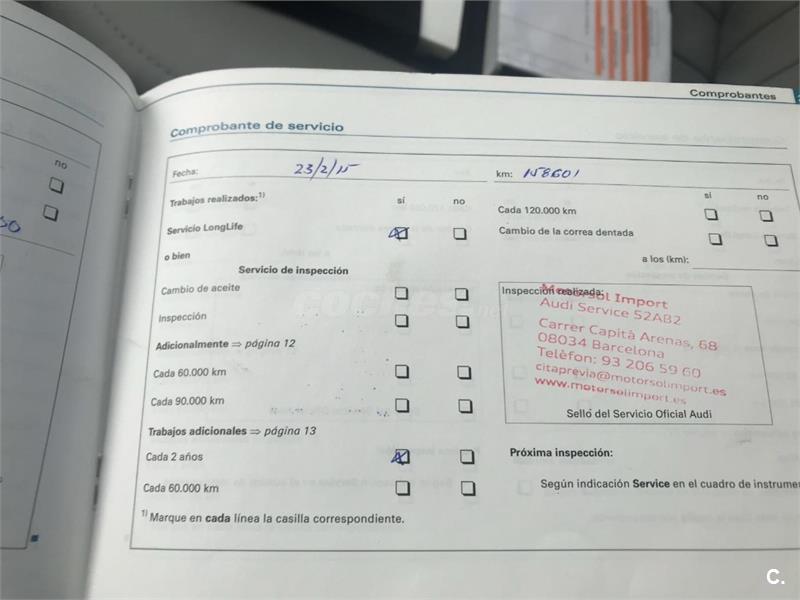 Comprobantes
Comprobante de servicio
no
Fecha: 23/2/15
km: 158601
Trabajos realizados:1)
sí no
sí no
Servicio LongLife
o bien
Servicio de inspección
Cambio de aceite
Inspección
Adicionalmente ⇒ página 12
Cada 60.000 km
Cada 90.000 km
Trabajos adicionales ⇒ página 13
Cada 2 años
Cada 60.000 km
1) Marque en cada línea la casilla correspondiente.
Cada 120.000 km
Cambio de la correa dentada
a los (km):
Inspección realizada:
Motorsol Import
Audi Service 52AB2
Carrer Capità Arenas, 68
08034 Barcelona
Telèfon: 93 206 59 60
citaprevia@motorsolimport.es
www.motorsolimport.es
Sello del Servicio Oficial Audi
Próxima inspección:
Según indicación Service en el cuadro de instrume
coches.net
C.